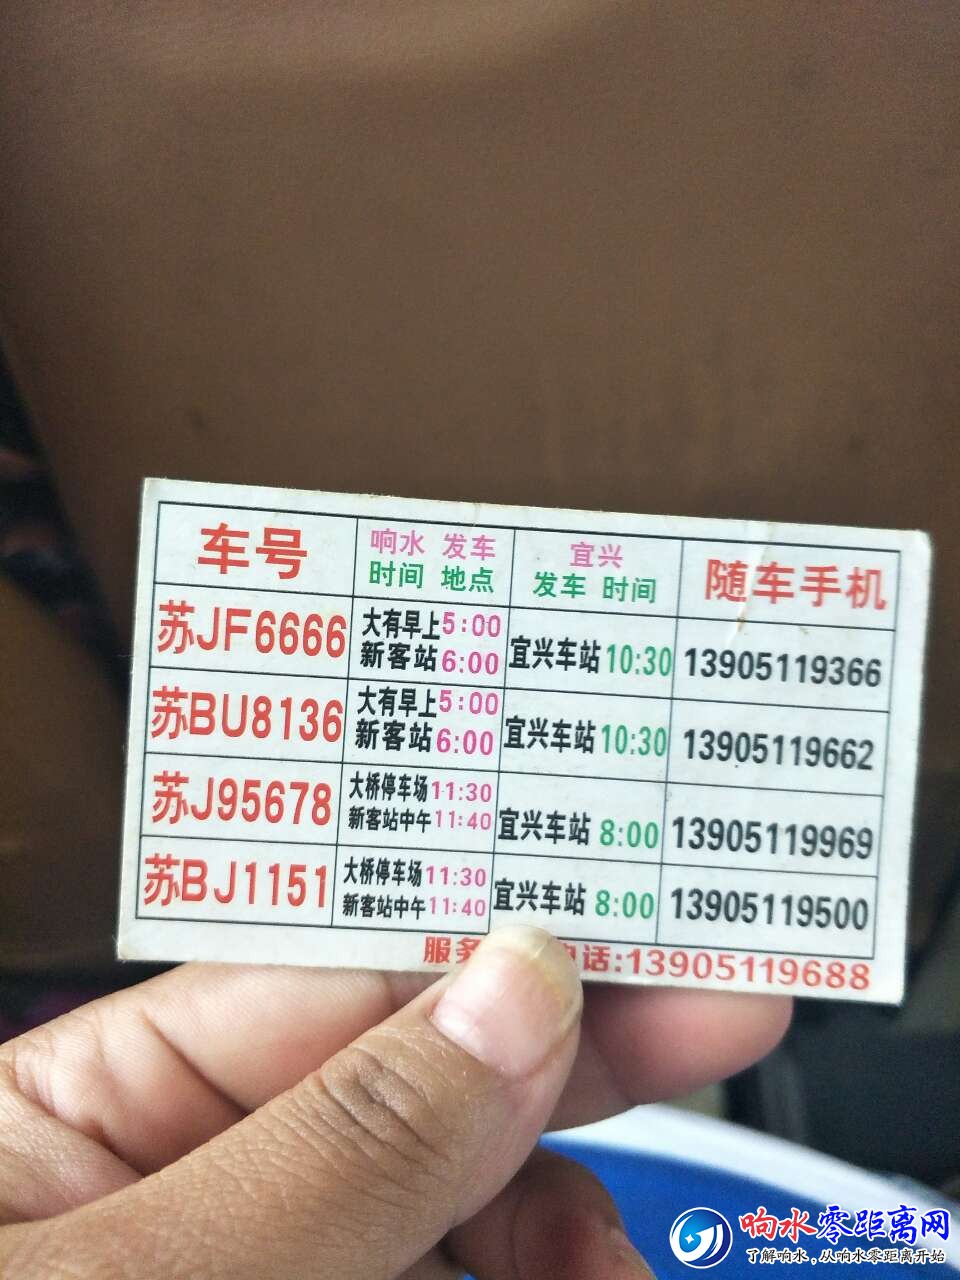 车号 响水 发车 时间 地点 宜兴 发车 时间 随车手机
苏JF6666 大有早上5:00 新客站6:00 宜兴车站10:30 13905119366
苏BU8136 大有早上5:00 新客站6:00 宜兴车站10:30 13905119662
苏J95678 大桥停车场11:30 新客站中午11:40 宜兴车站 8:00 13905119969
苏BJ1151 大桥停车场11:30 新客站中午11:40 宜兴车站 8:00 13905119500
服务 电话:13905119688
响水零距离网
了解响水,从响水零距离开始